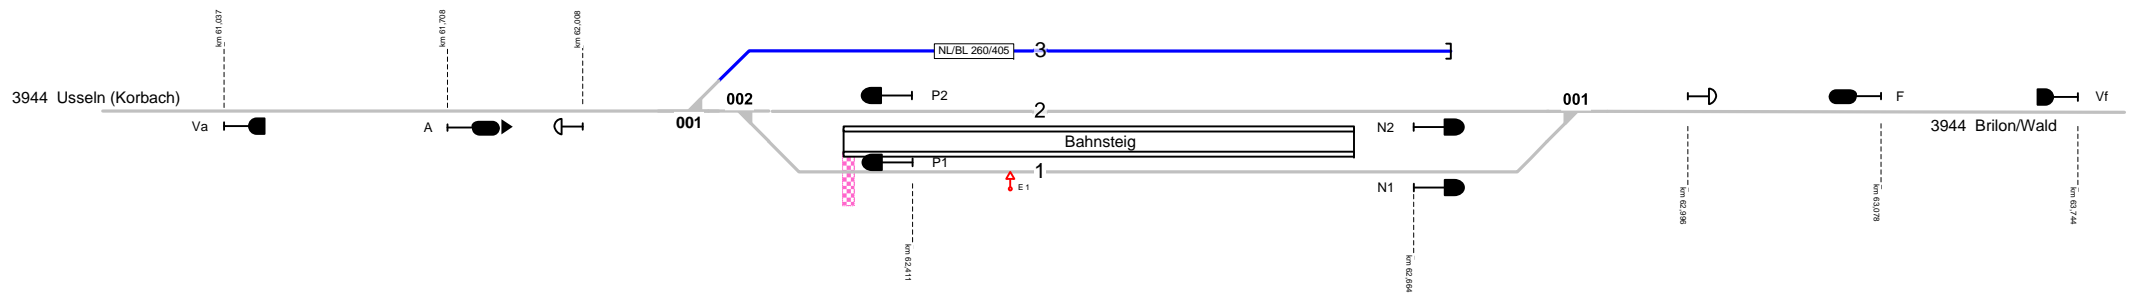 km 61,037
km 61,708
km 62,008
NL/BL 260/405
3
3944 Usseln (Korbach)
002
P2
2
001
F
Vf
Va
A
001
N2
3944 Brilon/Wald
Bahnsteig
P1
1
E 1
N1
km 62,411
km 62,664
km 62,996
km 63,078
km 63,744